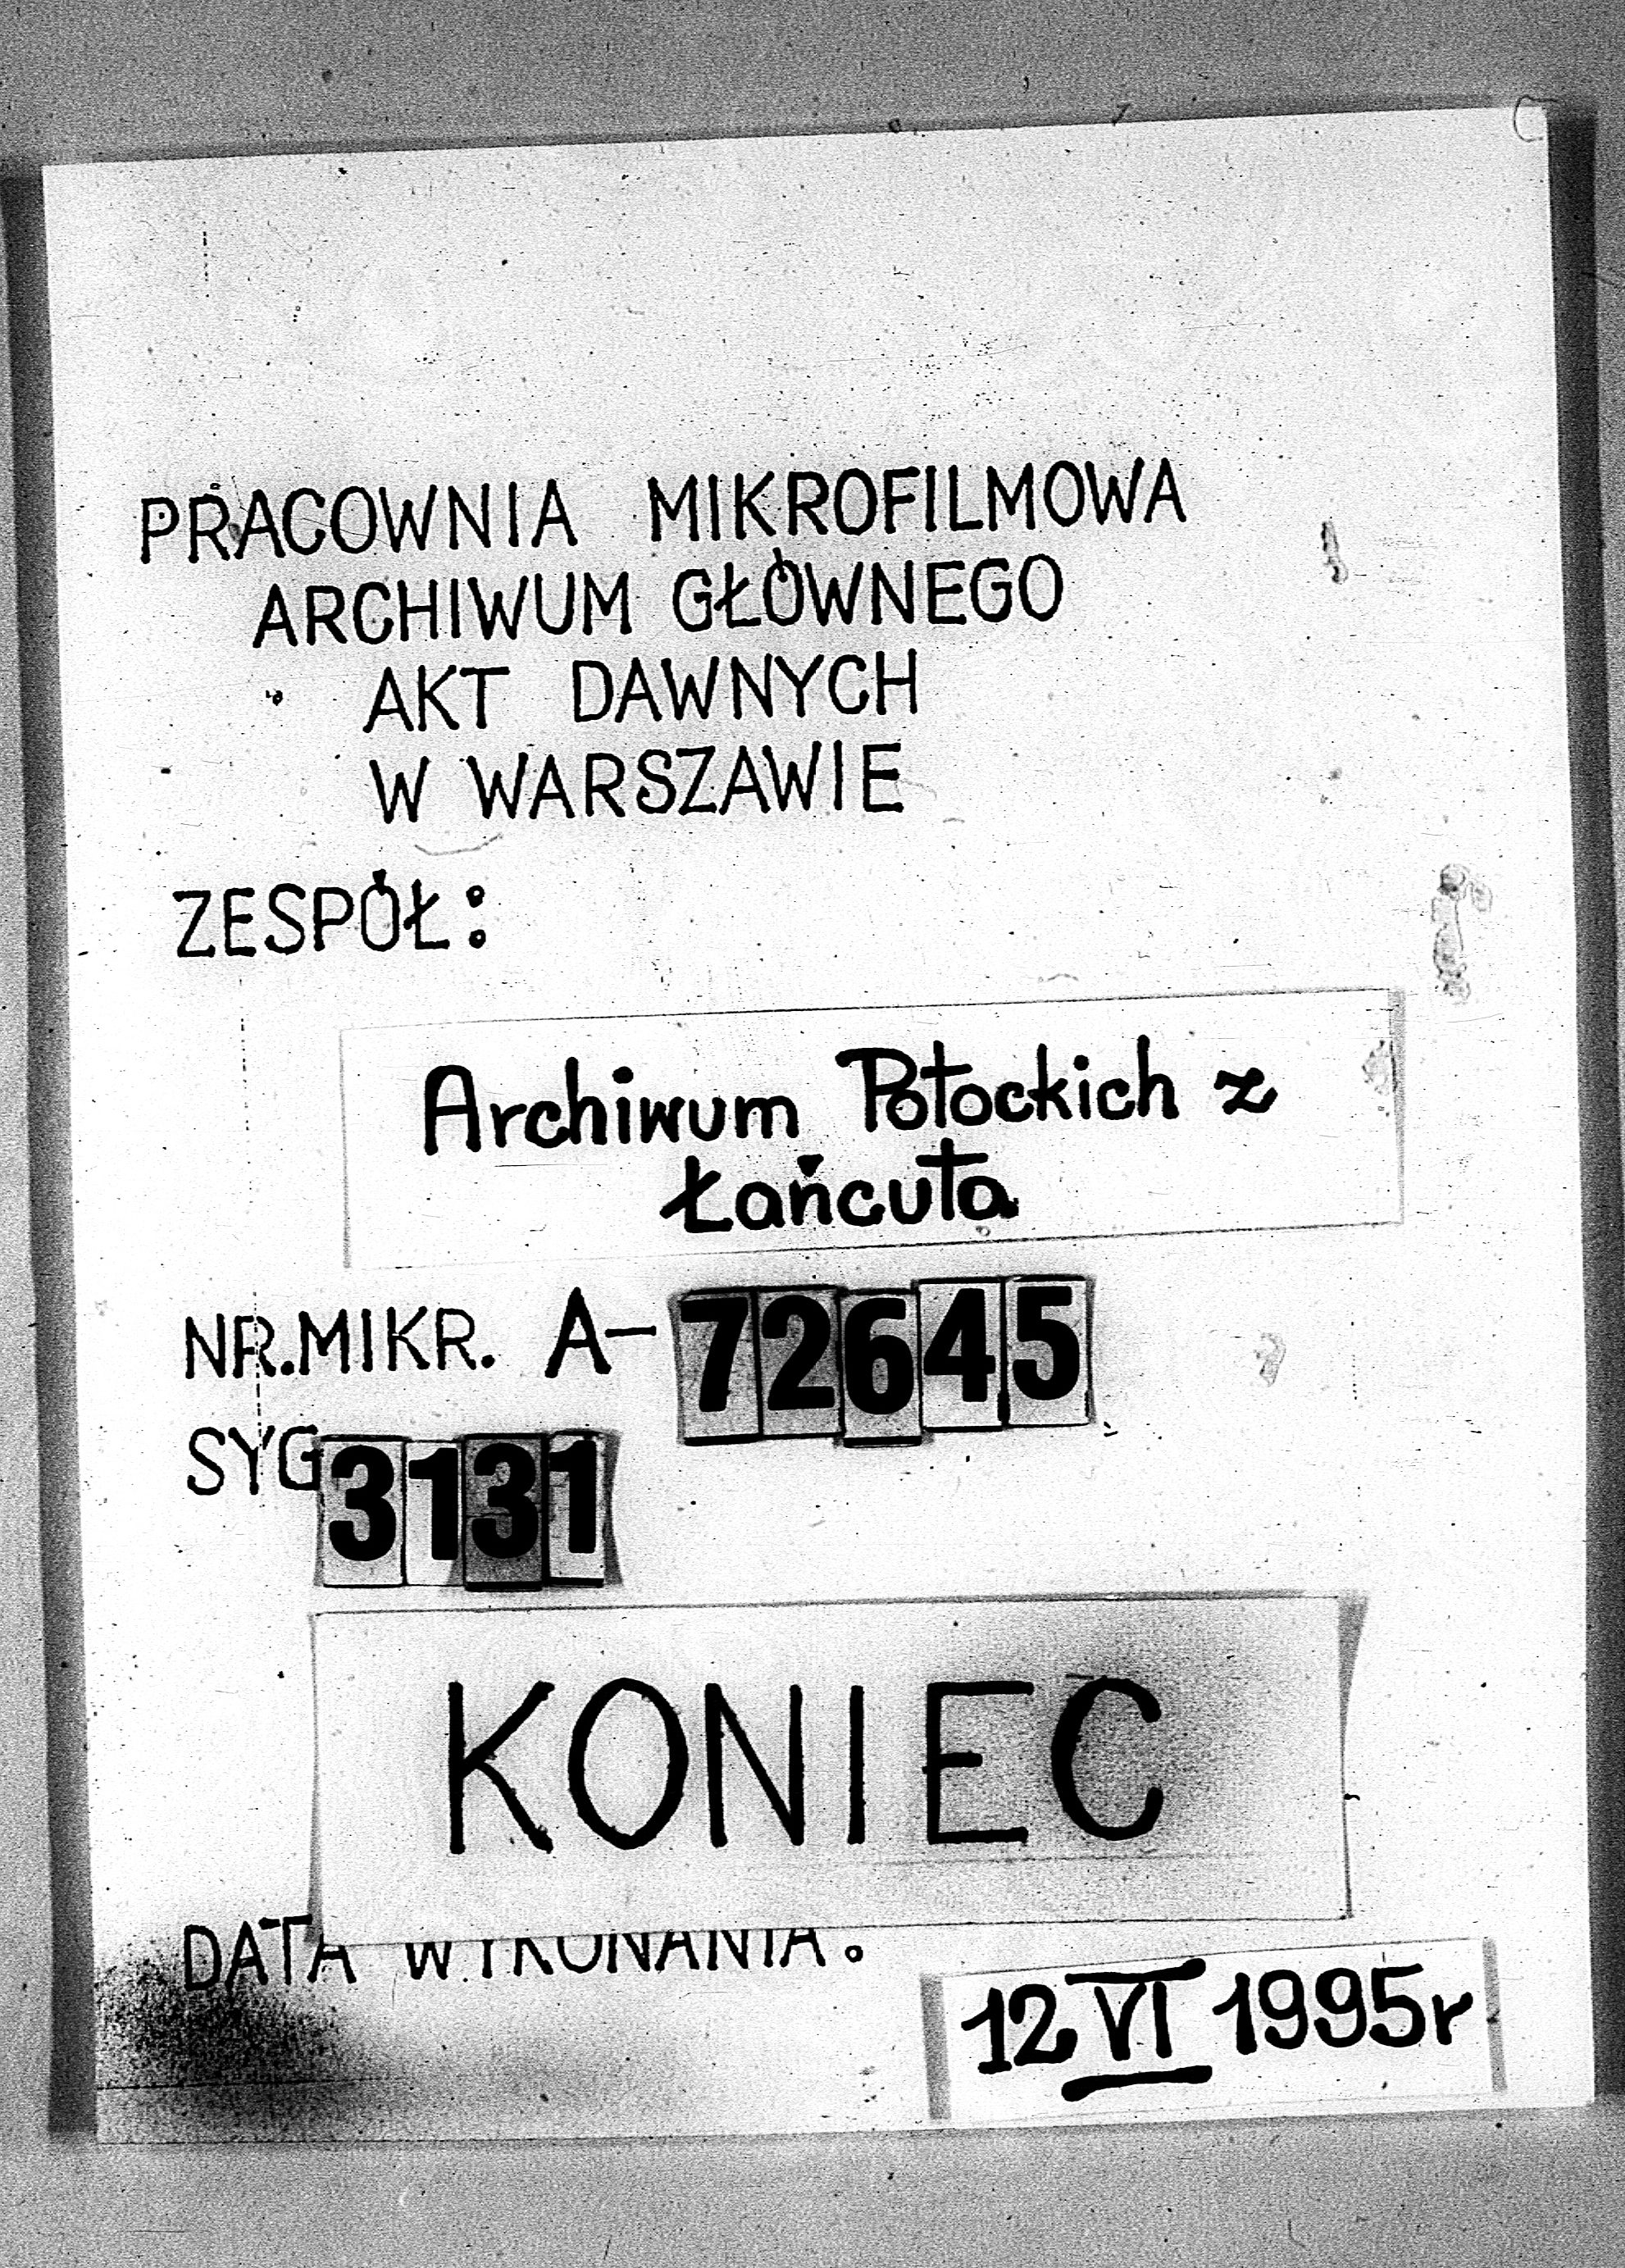 PRACOWNIA MIKROFILMOWA
ARCHIWUM GŁÓWNEGO
AKT DAWNYCH
W WARSZAWIE
ZESPÓŁ:
Archiwum Potockich z
Łańcuta
NR. MIKR. A-72645
SYG 3131
KONIEC
DATA WYKONANIA:
12 VI 1995r